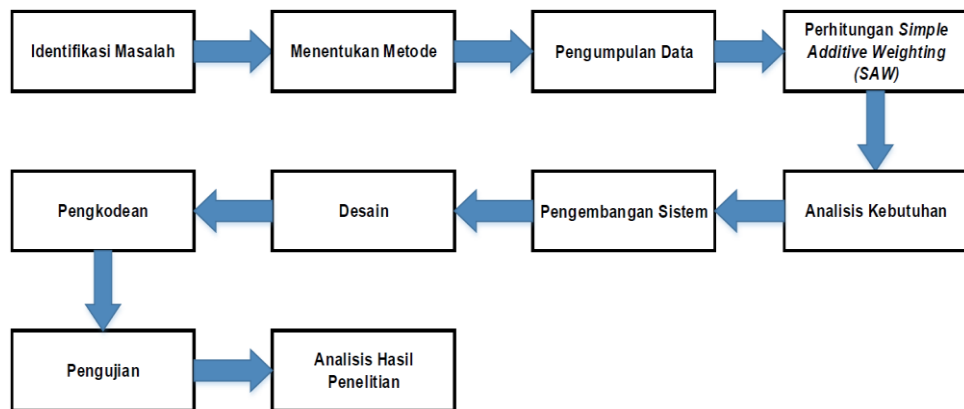 Identifikasi Masalah
Menentukan Metode
Pengumpulan Data
Perhitungan Simple
Additive Weighting
(SAW)
Analisis Kebutuhan
Pengembangan Sistem
Desain
Pengkodean
Pengujian
Analisis Hasil
Penelitian